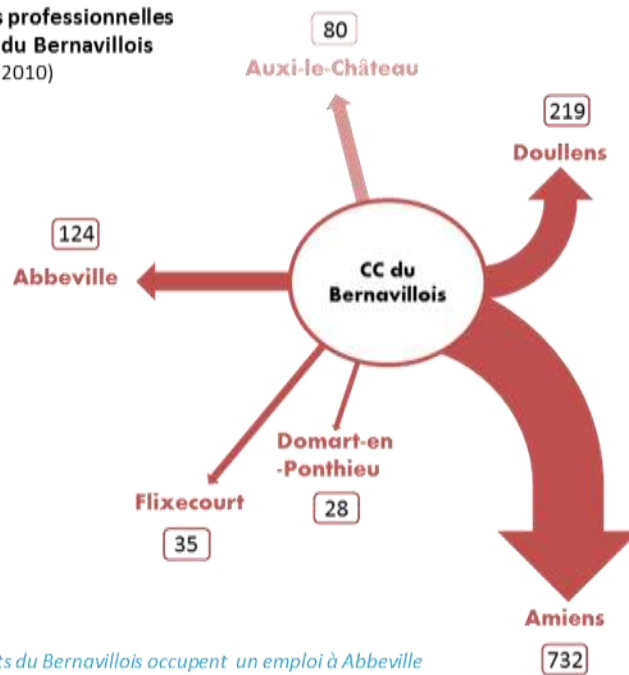 s professionnelles
du Bernavillois
2010)
80
Auxi-le-Château
219
Doullens
124
Abbeville
CC du
Bernavillois
Domart-en
-Ponthieu
28
Flixecourt
35
Amiens
732
ts du Bernavillois occupent un emploi à Abbeville